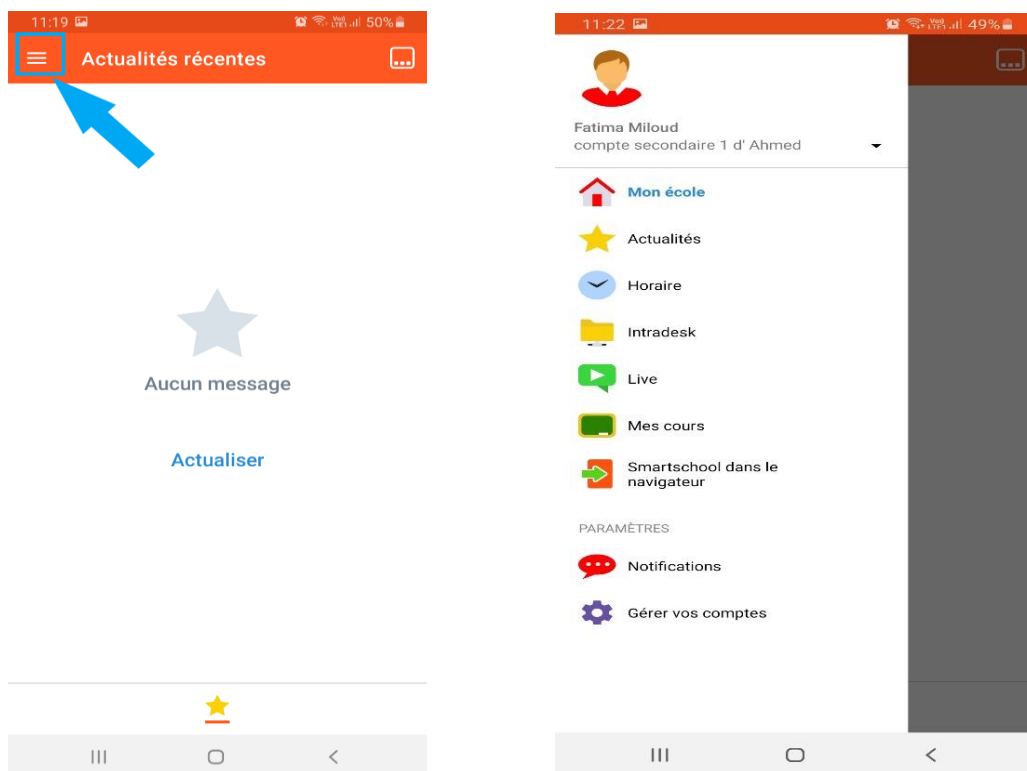 11:19 50%
Actualités récentes
Aucun message
Actualiser
11:22 49%
Fatima Miloud
compte secondaire 1 d' Ahmed
Mon école
Actualités
Horaire
Intradesk
Live
Mes cours
Smartschool dans le
navigateur
PARAMÈTRES
Notifications
Gérer vos comptes